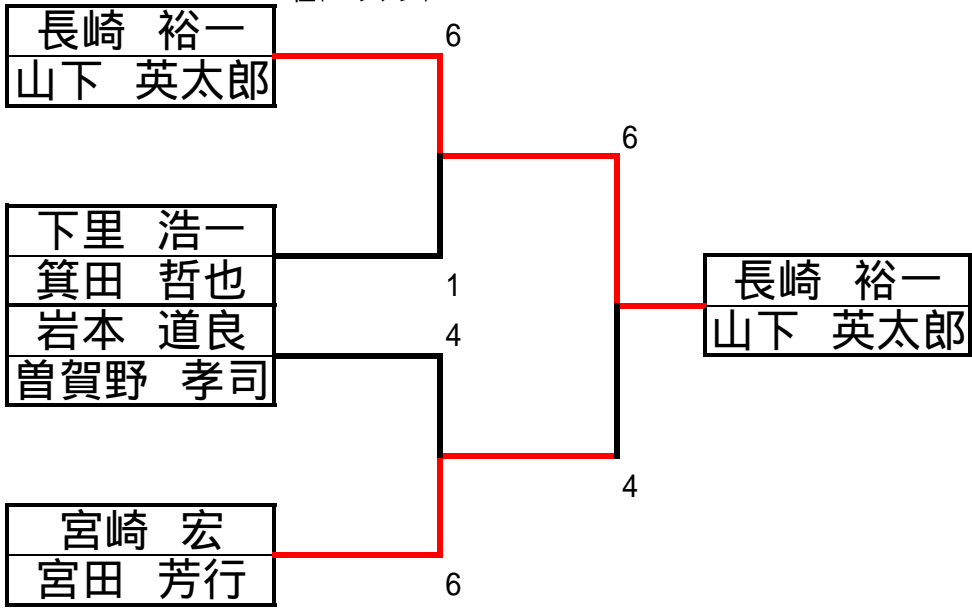 長崎 裕一
山下 英太郎
6
6
下里 浩一
箕田 哲也
1
岩本 道良
曽賀野 孝司
4
長崎 裕一
山下 英太郎
4
宮崎 宏
宮田 芳行
6